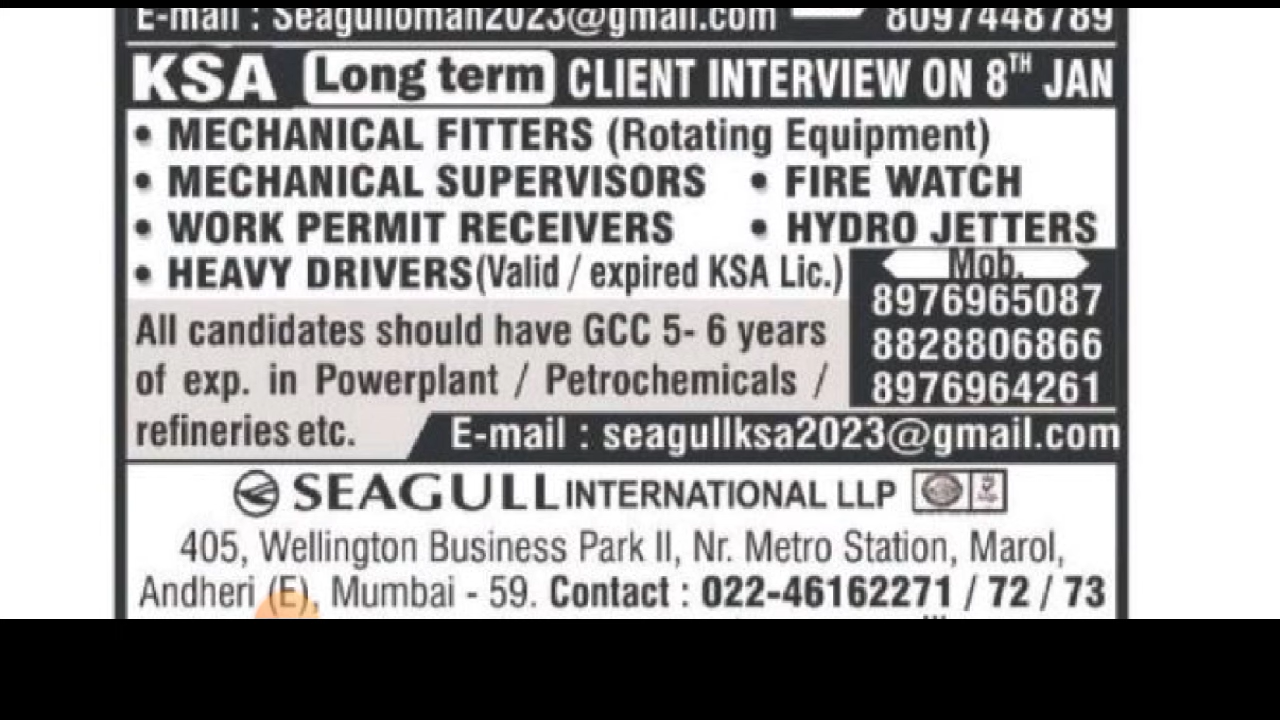 E-mail : Seagulloman2023@gmail.com 8097448789
KSA Long term CLIENT INTERVIEW ON 8TH JAN
• MECHANICAL FITTERS (Rotating Equipment)
• MECHANICAL SUPERVISORS • FIRE WATCH
• WORK PERMIT RECEIVERS • HYDRO JETTERS
• HEAVY DRIVERS(Valid / expired KSA Lic.)
Mob.
8976965087
8828806866
8976964261
All candidates should have GCC 5- 6 years
of exp. in Powerplant / Petrochemicals /
refineries etc.
E-mail : seagullksa2023@gmail.com
SEAGULL INTERNATIONAL LLP
405, Wellington Business Park II, Nr. Metro Station, Marol,
Andheri (E), Mumbai - 59. Contact : 022-46162271 / 72 / 73